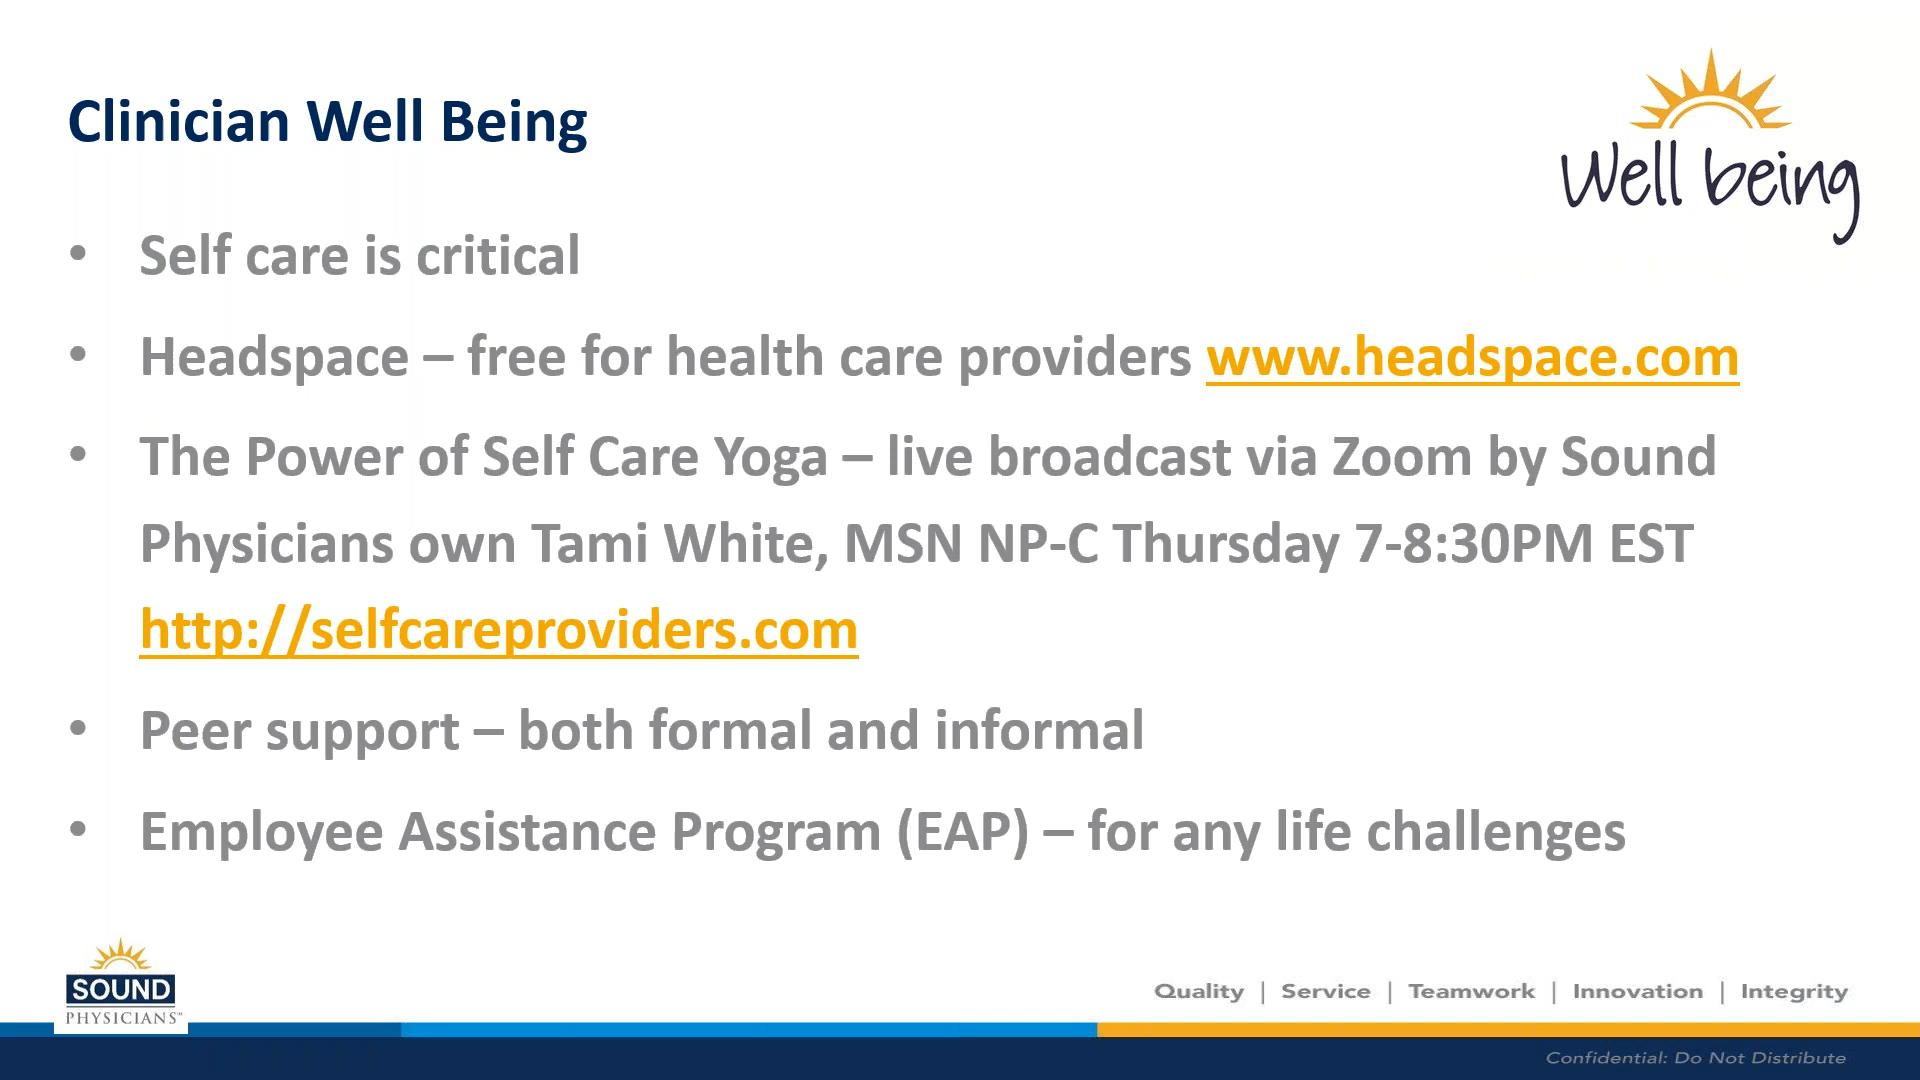 Clinician Well Being
Well being
• Self care is critical
• Headspace – free for health care providers www.headspace.com
• The Power of Self Care Yoga – live broadcast via Zoom by Sound
Physicians own Tami White, MSN NP-C Thursday 7-8:30PM EST
http://selfcareproviders.com
• Peer support – both formal and informal
• Employee Assistance Program (EAP) – for any life challenges
SOUND
PHYSICIANS™
Quality | Service | Teamwork | Innovation | Integrity
Confidential: Do Not Distribute